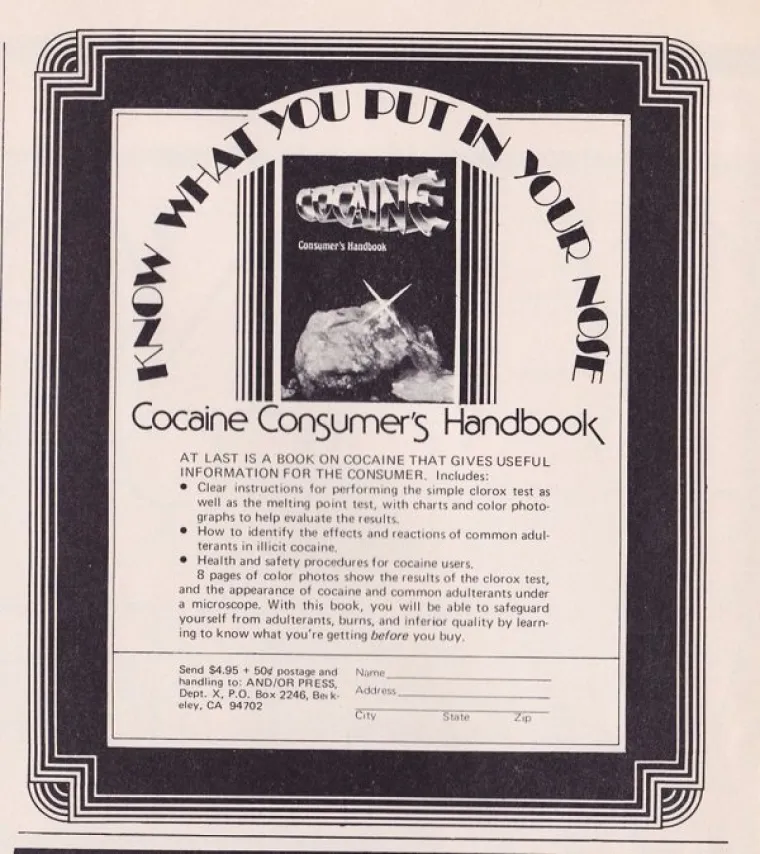 KNOW WHAT YOU PUT IN YOUR NOSE
COCAINE
Consumer's Handbook
Cocaine Consumer's Handbook
AT LAST IS A BOOK ON COCAINE THAT GIVES USEFUL
INFORMATION FOR THE CONSUMER. Includes:
● Clear instructions for performing the simple clorox test as
well as the melting point test, with charts and color photo-
graphs to help evaluate the results.
● How to identify the effects and reactions of common adul-
terants in illicit cocaine.
● Health and safety procedures for cocaine users.
8 pages of color photos show the results of the clorox test,
and the appearance of cocaine and common adulterants under
a microscope. With this book, you will be able to safeguard
yourself from adulterants, burns, and inferior quality by learn-
ing to know what you're getting before you buy.
Send $4.95 + 50¢ postage and
handling to: AND/OR PRESS,
Dept. X, P.O. Box 2246, Berk-
eley, CA 94702
Name
Address
City State Zip